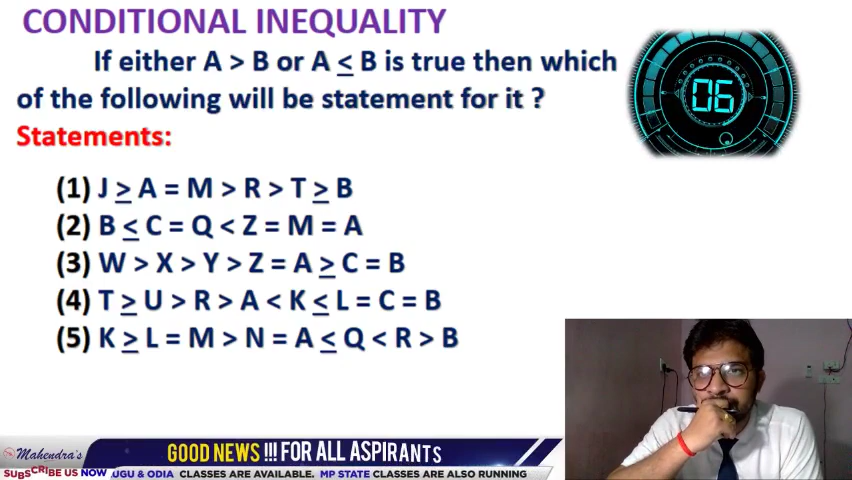 CONDITIONAL INEQUALITY
If either A > B or A ≤ B is true then which
of the following will be statement for it ?
06
Statements:
(1) J ≥ A = M > R > T ≥ B
(2) B ≤ C = Q < Z = M = A
(3) W > X > Y > Z = A ≥ C = B
(4) T ≥ U > R > A < K ≤ L = C = B
(5) K ≥ L = M > N = A ≤ Q < R > B
Mahendra's
GOOD NEWS !!! FOR ALL ASPIRANTS
SUBSCRIBE US NOW
UGU & ODIA CLASSES ARE AVAILABLE. MP STATE CLASSES ARE ALSO RUNNING